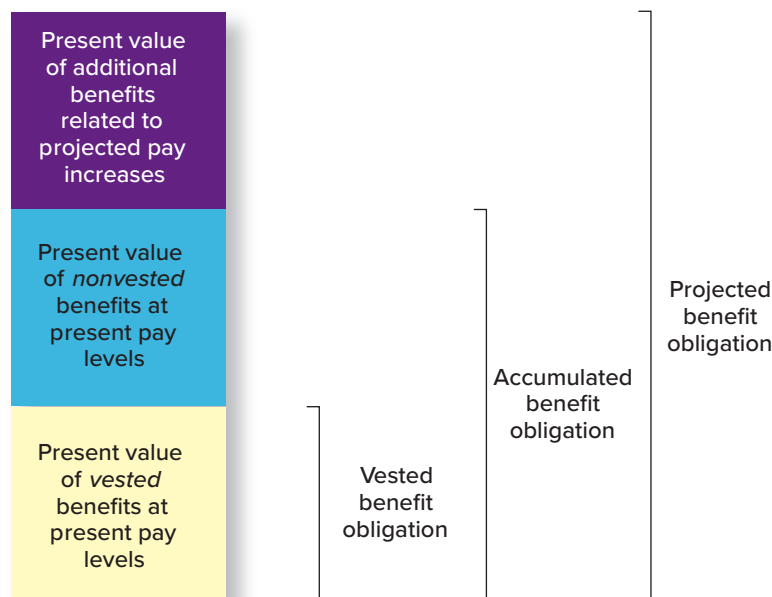 Present value
of additional
benefits
related to
projected pay
increases
Present value
of nonvested
benefits at
present pay
levels
Present value
of vested
benefits at
present pay
levels
Vested
benefit
obligation
Accumulated
benefit
obligation
Projected
benefit
obligation